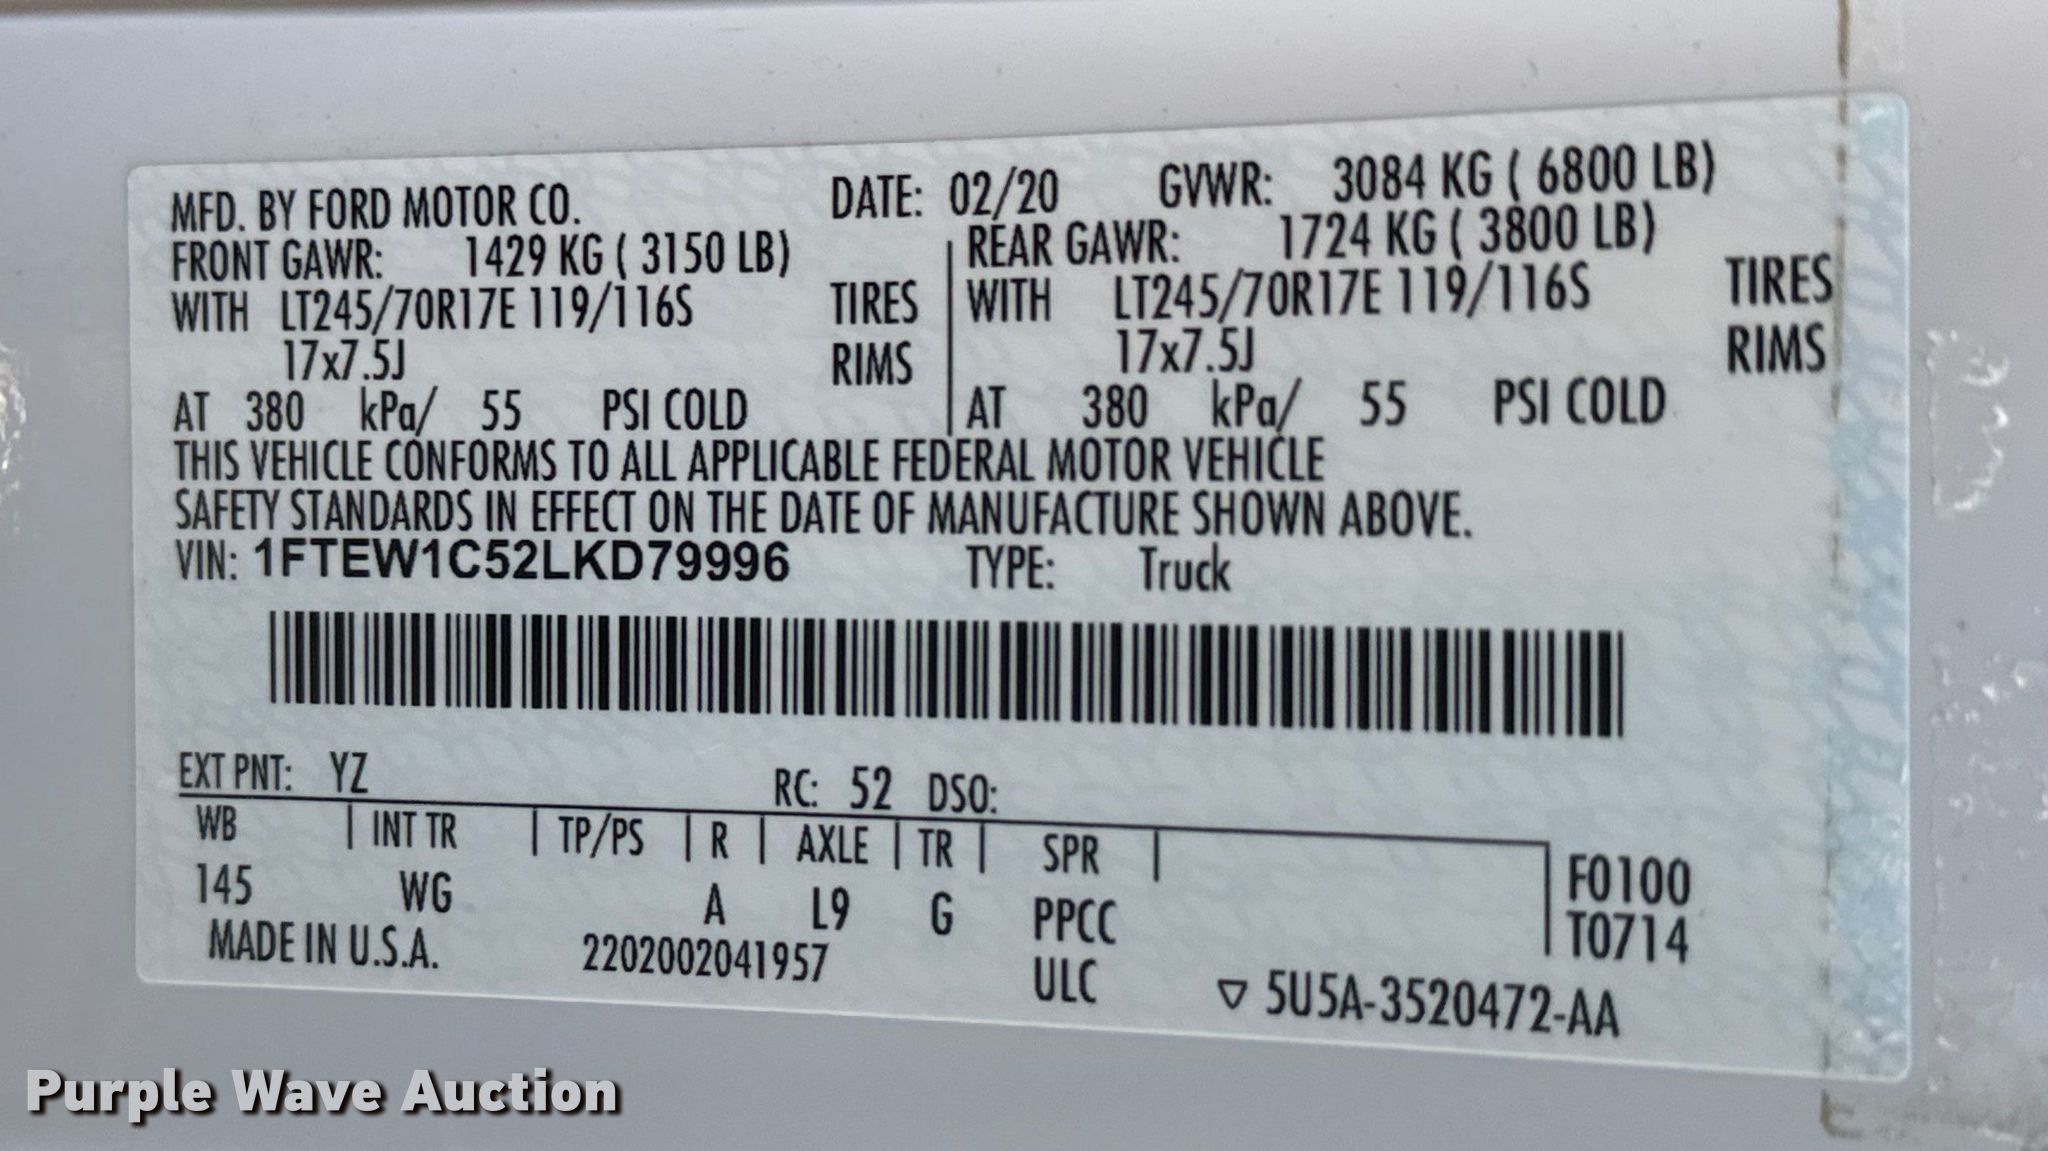 MFD. BY FORD MOTOR CO. DATE: 02/20 GVWR: 3084 KG ( 6800 LB)
FRONT GAWR: 1429 KG ( 3150 LB) REAR GAWR: 1724 KG ( 3800 LB)
WITH LT245/70R17E 119/116S TIRES WITH LT245/70R17E 119/116S TIRES
17x7.5J RIMS 17x7.5J RIMS
AT 380 kPa/ 55 PSI COLD AT 380 kPa/ 55 PSI COLD
THIS VEHICLE CONFORMS TO ALL APPLICABLE FEDERAL MOTOR VEHICLE
SAFETY STANDARDS IN EFFECT ON THE DATE OF MANUFACTURE SHOWN ABOVE.
VIN: 1FTEW1C52LKD79996 TYPE: Truck
EXT PNT: YZ RC: 52 DSO:
WB | INT TR | TP/PS | R | AXLE | TR | SPR |
145 WG A L9 G PPCC F0100
MADE IN U.S.A. 2202002041957 ULC T0714
▽ 5U5A-3520472-AA
Purple Wave Auction